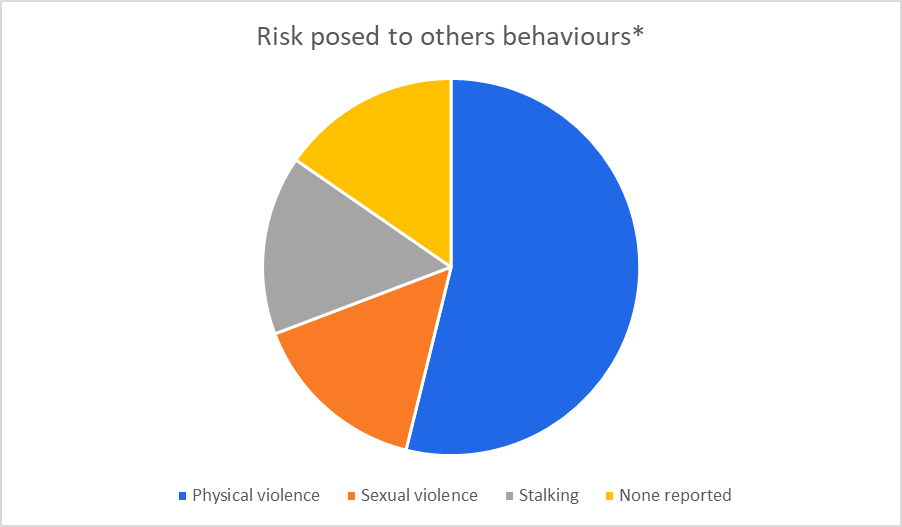 Risk posed to others behaviours*
Physical violence Sexual violence Stalking None reported